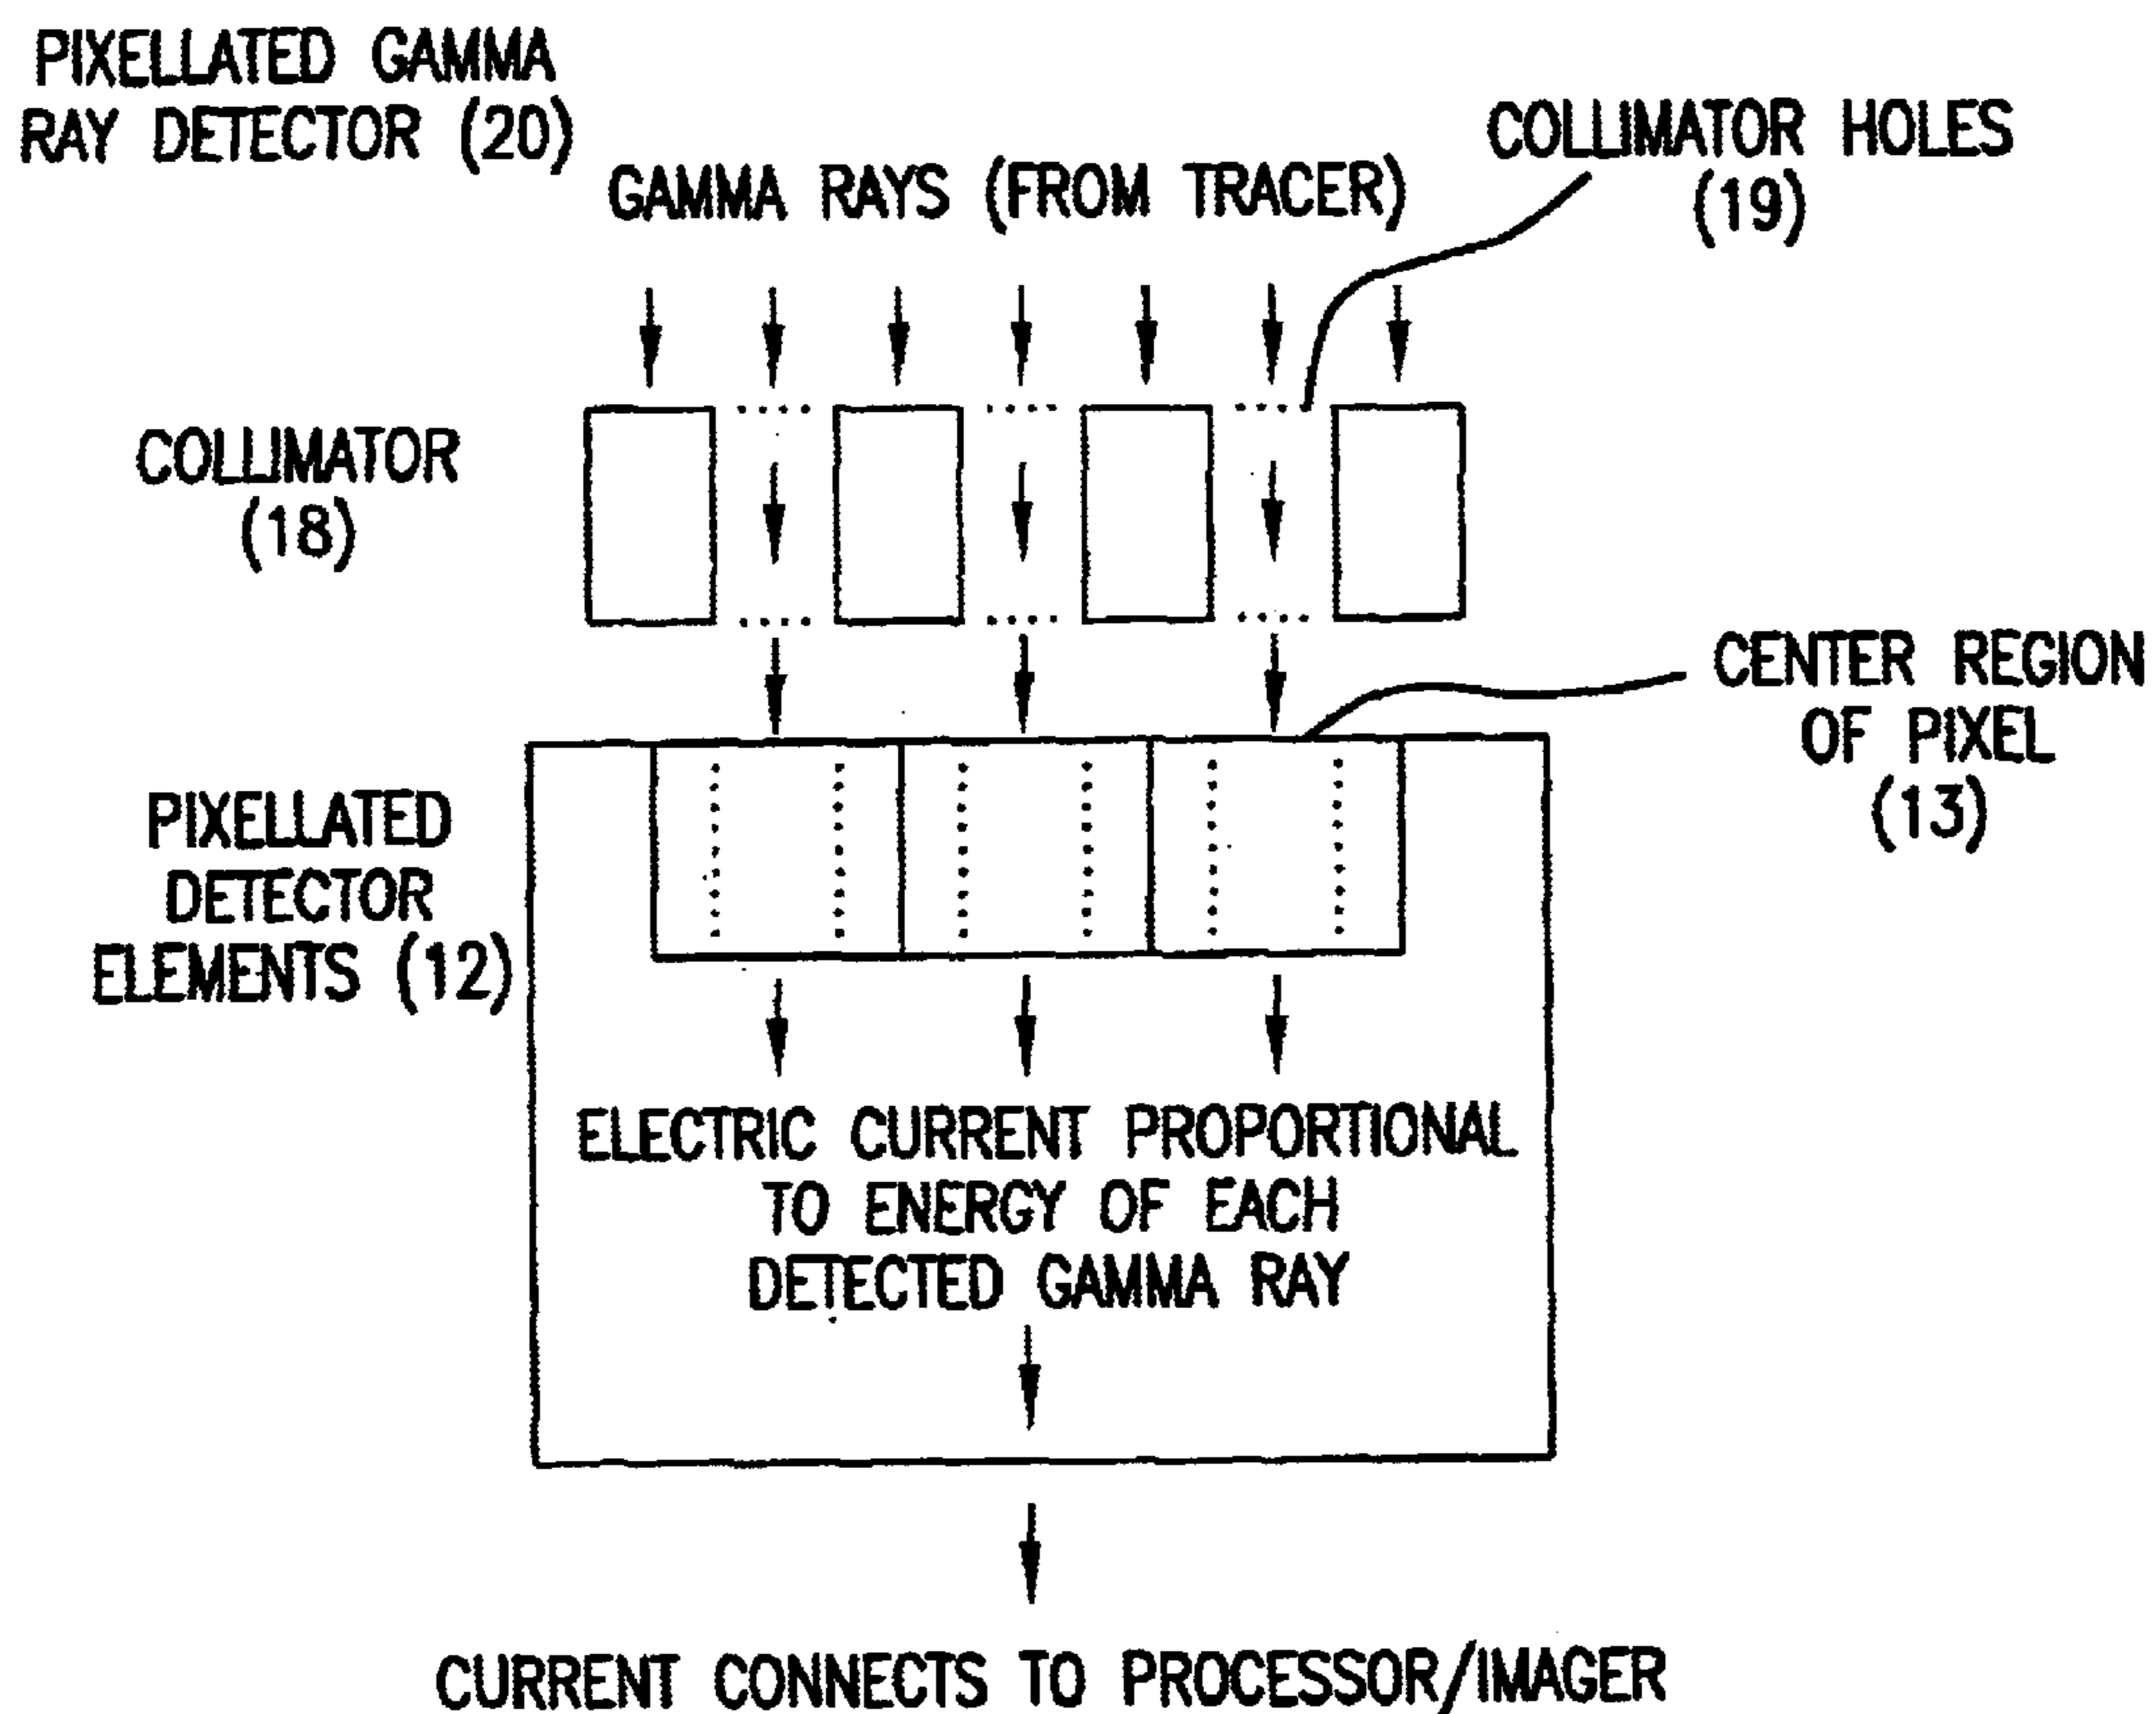 PIXELLATED GAMMA
RAY DETECTOR (20)
GAMMA RAYS (FROM TRACER)
COLLIMATOR HOLES
(19)
COLLIMATOR
(18)
CENTER REGION
OF PIXEL
(13)
PIXELLATED
DETECTOR
ELEMENTS (12)
ELECTRIC CURRENT PROPORTIONAL
TO ENERGY OF EACH
DETECTED GAMMA RAY
CURRENT CONNECTS TO PROCESSOR/IMAGER